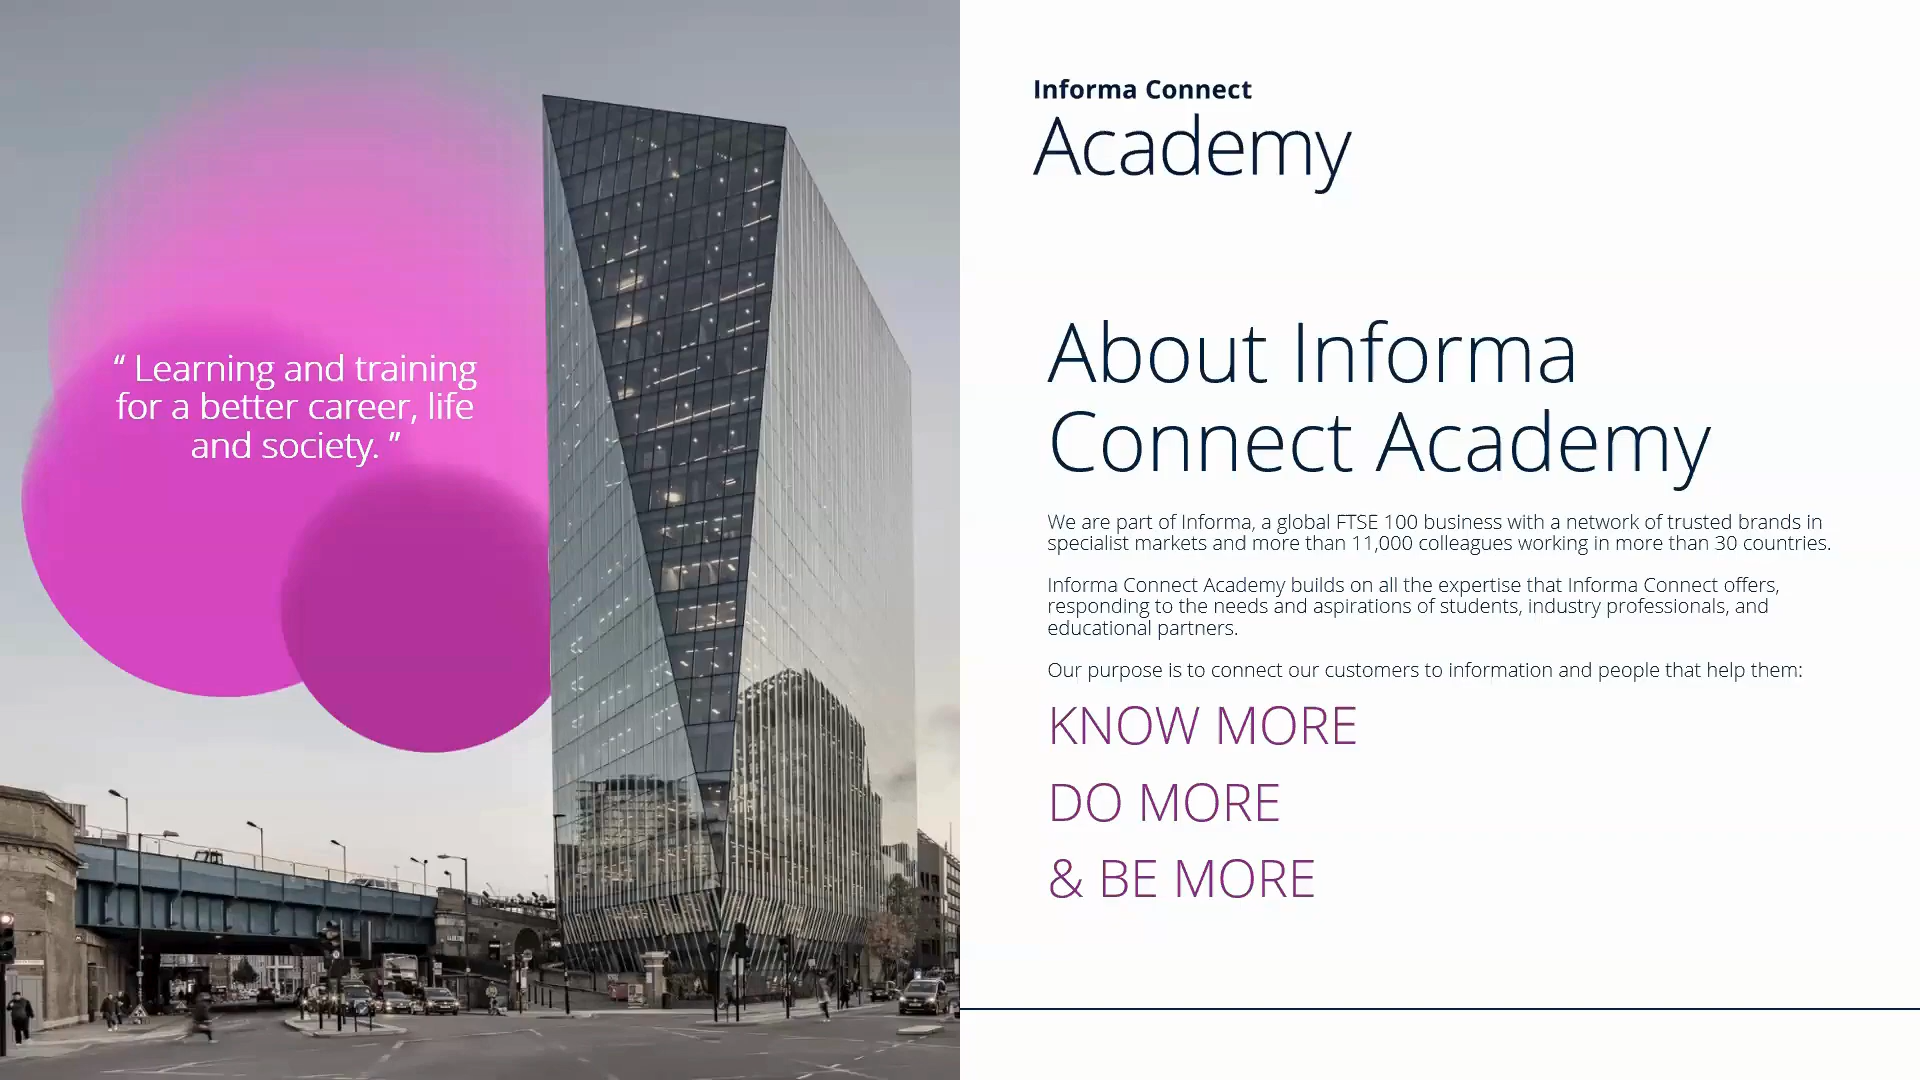 “ Learning and training
for a better career, life
and society. ”
Informa Connect
Academy
About Informa
Connect Academy
We are part of Informa, a global FTSE 100 business with a network of trusted brands in
specialist markets and more than 11,000 colleagues working in more than 30 countries.
Informa Connect Academy builds on all the expertise that Informa Connect offers,
responding to the needs and aspirations of students, industry professionals, and
educational partners.
Our purpose is to connect our customers to information and people that help them:
KNOW MORE
DO MORE
& BE MORE